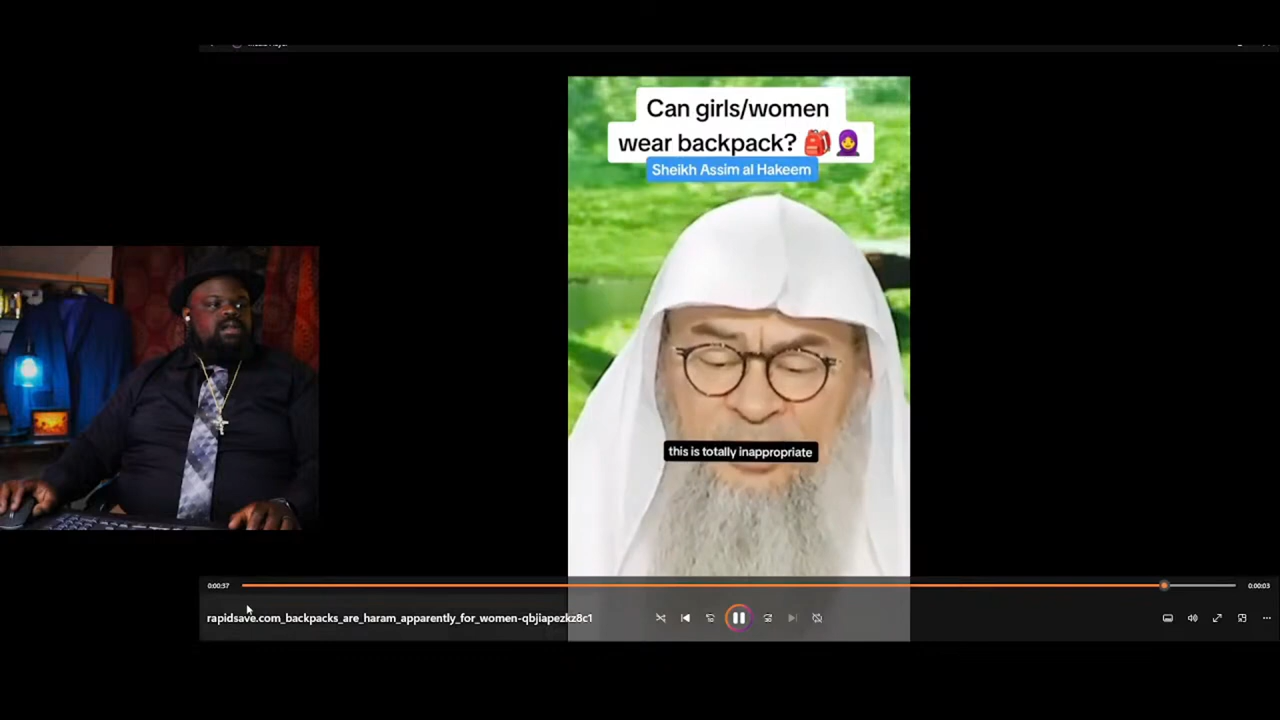 Can girls/women
wear backpack? 🎒🧕
Sheikh Assim al Hakeem
this is totally inappropriate
0:00:37
0:00:03
rapidsave.com_backpacks_are_haram_apparently_for_women-qbjiapezkz8c1